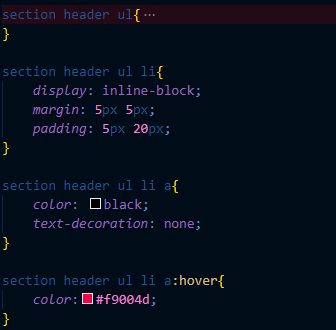 section header ul{ ···
}
section header ul li{
display: inline-block;
margin: 5px 5px;
padding: 5px 20px;
}
section header ul li a{
color: black;
text-decoration: none;
}
section header ul li a:hover{
color: #f9004d;
}